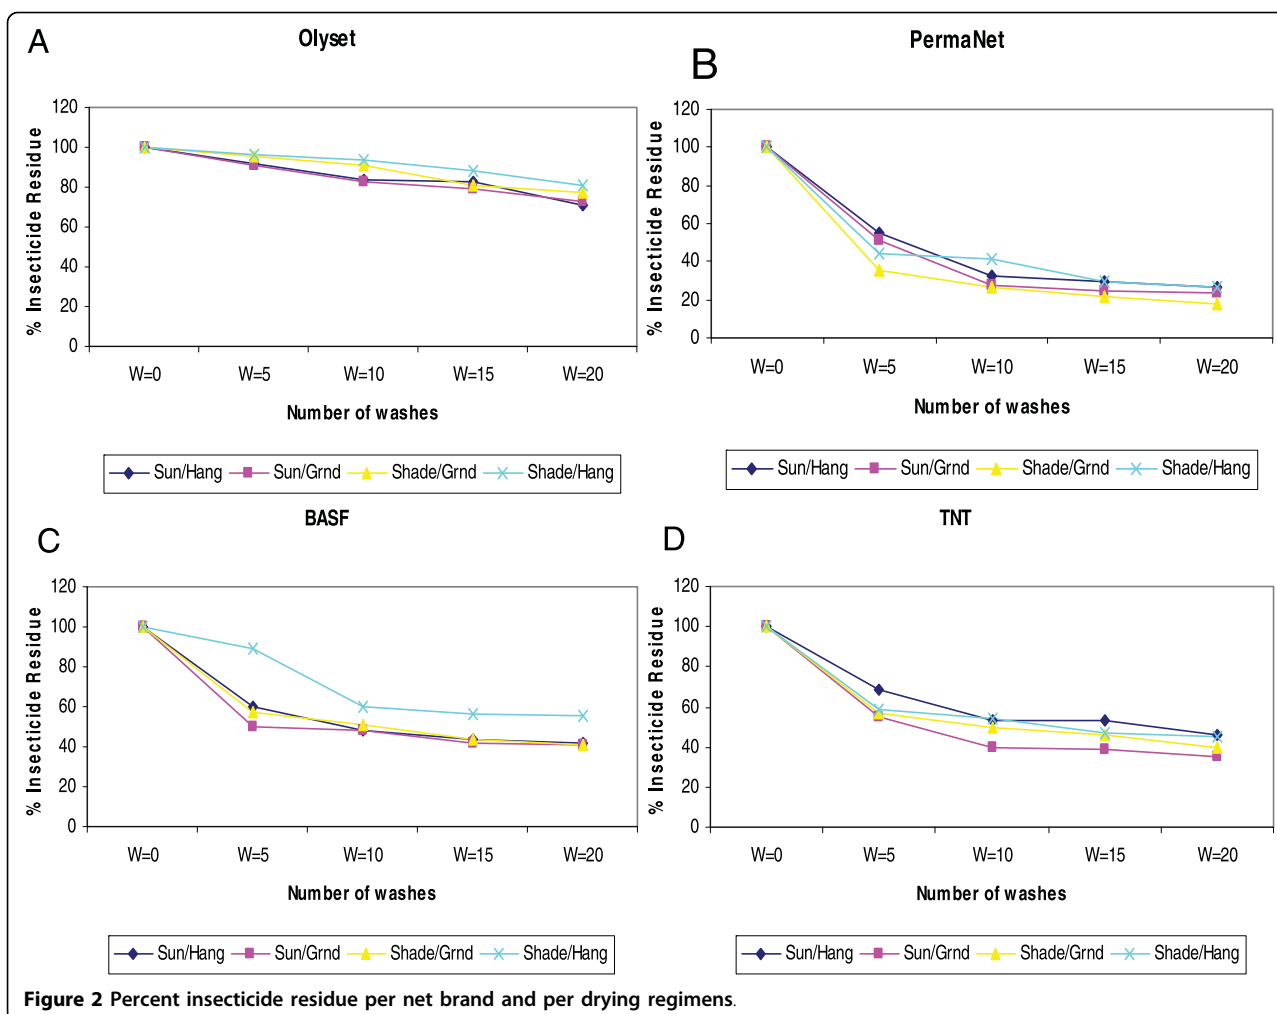 A
Olyset
% Insecticide Residue
120
100
80
60
40
20
0
W=0 W=5 W=10 W=15 W=20
Number of washes
Sun/Hang Sun/Grnd Shade/Grnd Shade/Hang
B
PermaNet
% Insecticide Residue
120
100
80
60
40
20
0
W=0 W=5 W=10 W=15 W=20
Number of washes
Sun/Hang Sun/Grnd Shade/Grnd Shade/Hang
C
BASF
% Insecticide Residue
120
100
80
60
40
20
0
W=0 W=5 W=10 W=15 W=20
Number of washes
Sun/Hang Sun/Grnd Shade/Grnd Shade/Hang
D
TNT
% Insecticide Residue
120
100
80
60
40
20
0
W=0 W=5 W=10 W=15 W=20
Number of washes
Sun/Hang Sun/Grnd Shade/Grnd Shade/Hang
Figure 2 Percent insecticide residue per net brand and per drying regimens.